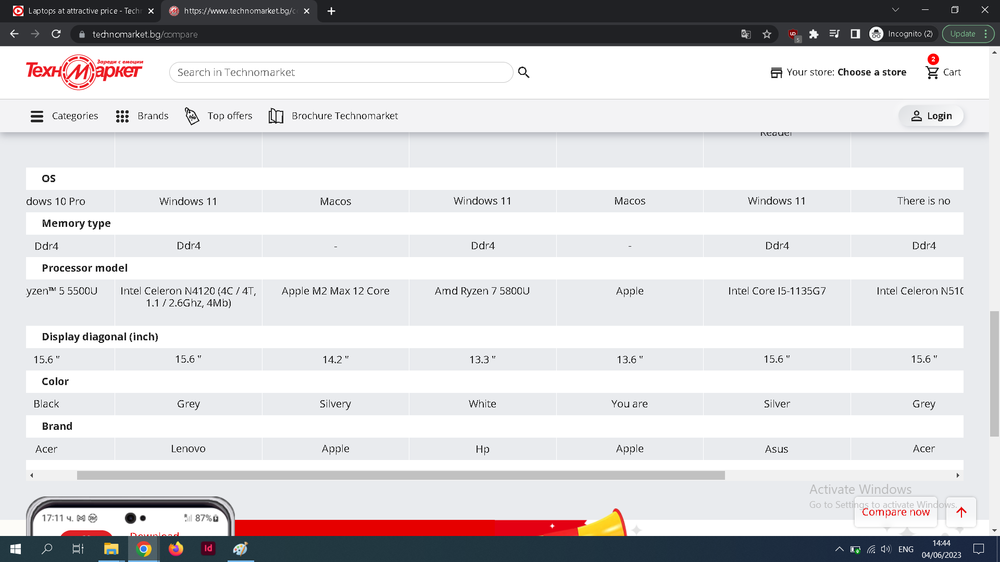 Laptops at attractive price - Techn
https://www.technomarket.bg/c
technomarket.bg/compare
5
Incognito (2)
Update
Зареди с емоции
ТехноМаркет
Search in Technomarket
Your store: Choose a store
2
Cart
Categories
Brands
Top offers
Brochure Technomarket
Login
Reader
OS
dows 10 Pro Windows 11 Macos Windows 11 Macos Windows 11 There is no
Memory type
Ddr4 Ddr4 - Ddr4 - Ddr4 Ddr4
Processor model
yzen™ 5 5500U Intel Celeron N4120 (4C / 4T, Apple M2 Max 12 Core Amd Ryzen 7 5800U Apple Intel Core I5-1135G7 Intel Celeron N510
1.1 / 2.6Ghz, 4Mb)
Display diagonal (inch)
15.6 " 15.6 " 14.2 " 13.3 " 13.6 " 15.6 " 15.6 "
Color
Black Grey Silvery White You are Silver Grey
Brand
Acer Lenovo Apple Hp Apple Asus Acer
Activate Windows
Go to Settings to activate Windows.
Compare now
17:11 ч.
87%
Download
Id
ENG
14:44
04/06/2023